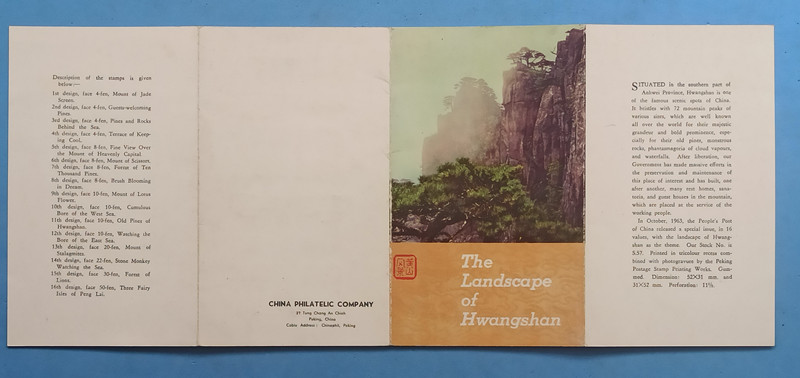 Description of the stamps is given
below:—
1st design, face 4-fen, Mount of Jade
Screen.
2nd design, face 4-fen, Guests-welcoming
Pines.
3rd design, face 4-fen, Pines and Rocks
Behind the Sea.
4th design, face 4-fen, Terrace of Keep-
ing Cool.
5th design, face 8-fen, Fine View Over
the Mount of Heavenly Capital.
6th design, face 8-fen, Mount of Scissors.
7th design, face 8-fen, Forest of Ten
Thousand Pines.
8th design, face 8-fen, Brush Blooming
in Dream.
9th design, face 10-fen, Mount of Lotus
Flower.
10th design, face 10-fen, Cumulous
Bore of the West Sea.
11th design, face 10-fen, Old Pines of
Hwangshan.
12th design, face 10-fen, Watching the
Bore of the East Sea.
13th design, face 20-fen, Mount of
Stalagmites.
14th design, face 22-fen, Stone Monkey
Watching the Sea.
15th design, face 30-fen, Forest of
Lions.
16th design, face 50-fen, Three Fairy
Isles of Peng Lai.
CHINA PHILATELIC COMPANY
Tung Chang An Chieh
Peking, China
Cable Address: Chinaphil, Peking
The
Landscape
of
Hwangshan
SITUATED in the southern part of
Anhwei Province, Hwangshan is one
of the famous scenic spots of China.
It bristles with 72 mountain peaks of
various sizes, which are well known
all over the world for their majestic
grandeur and bold prominence, espe-
cially for their old pines, monstrous
rocks, phantasmagoria of cloud vapours,
and waterfalls. After liberation, our
Government has made massive efforts in
the preservation and maintenance of
this place of interest and has built, one
after another, many rest homes, sana-
toria, and guest houses in the mountain,
which are placed at the service of the
working people.
In October, 1963, the People's Post
of China released a special issue, in 16
values, with the landscape of Hwang-
shan as the theme. Our Stock No. is
S.57. Printed in tricolour recess com-
bined with photogravure by the Peking
Postage Stamp Printing Works. Gum-
med. Dimension: 52×31 mm. and
31×52 mm. Perforation: 11½.